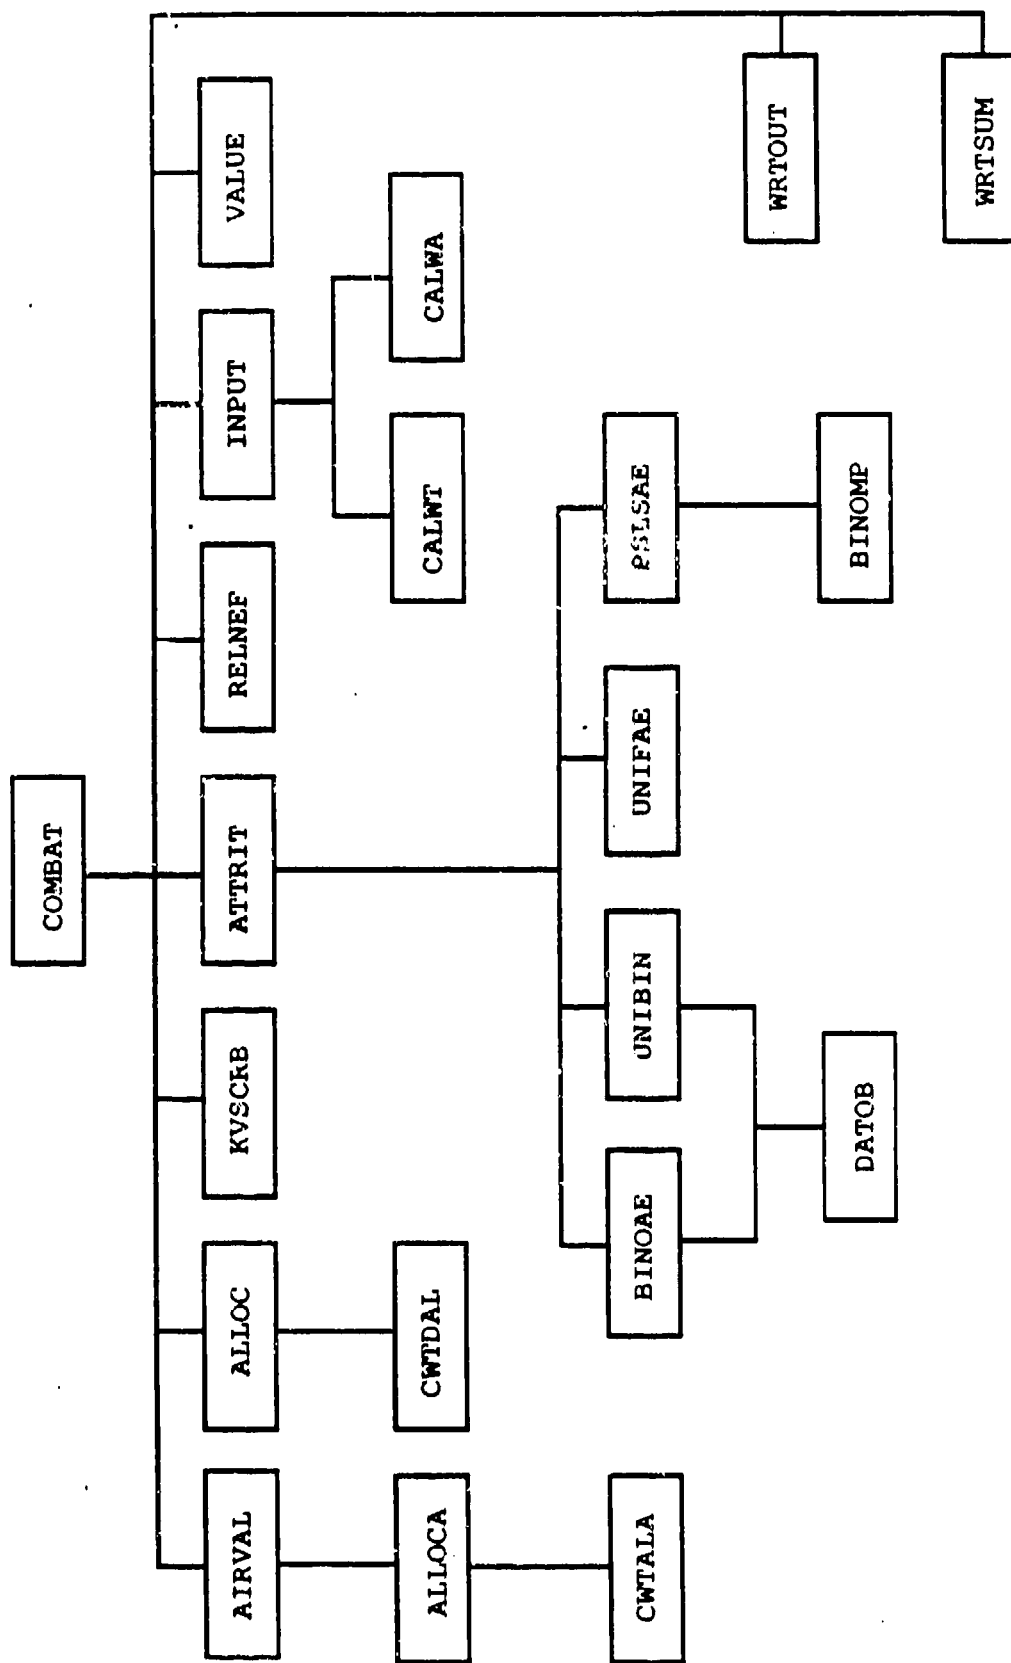 COMBAT
AIRVAL
ALLOC
KVSCRB
ATTRIT
RELNEF
INPUT
VALUE
ALLOCA
CWTDAL
CALWT
CALWA
CWTALA
BINOAE
UNIBIN
UNIFAE
DATOB
BINOMP
WRTOUT
WRTSUM